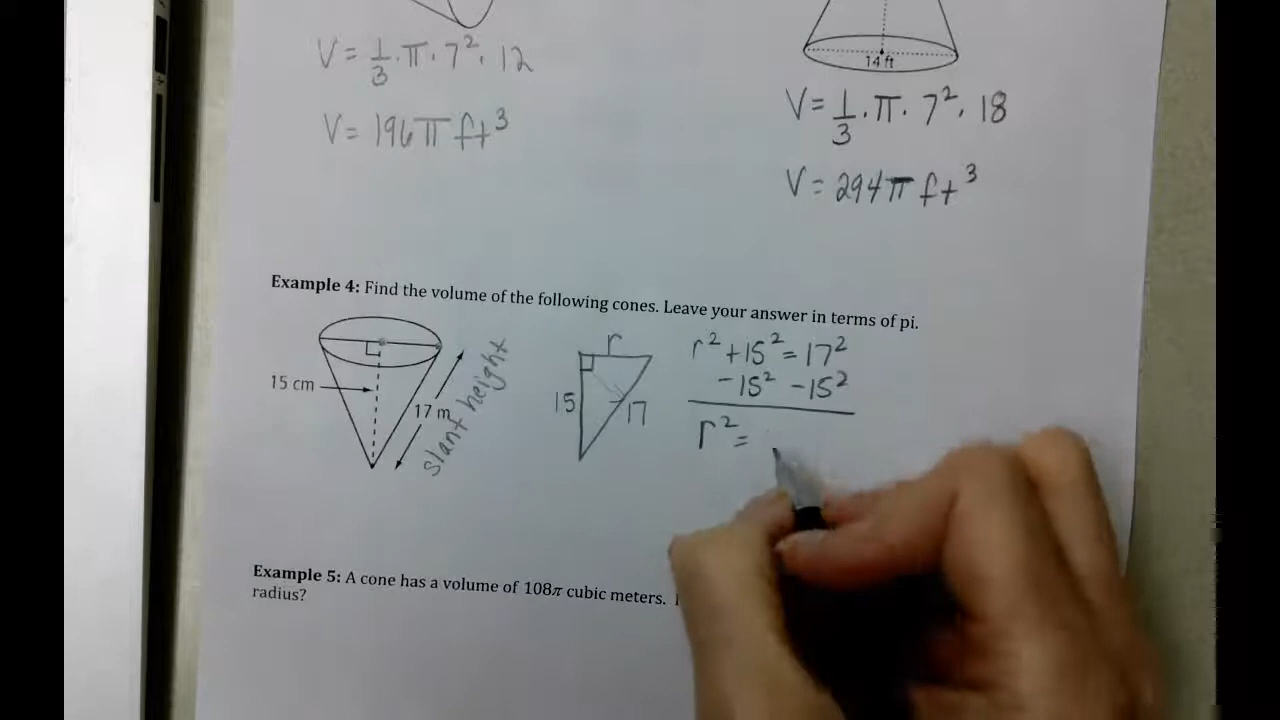 V = 1/3 · π · 7² · 12
V = 196π ft³
14 ft
V = 1/3 · π · 7² · 18
V = 294π ft³
Example 4: Find the volume of the following cones. Leave your answer in terms of pi.
15 cm
17 m
slant height
r
15
17
r² + 15² = 17²
-15² -15²
r² =
Example 5: A cone has a volume of 108π cubic meters.
radius?